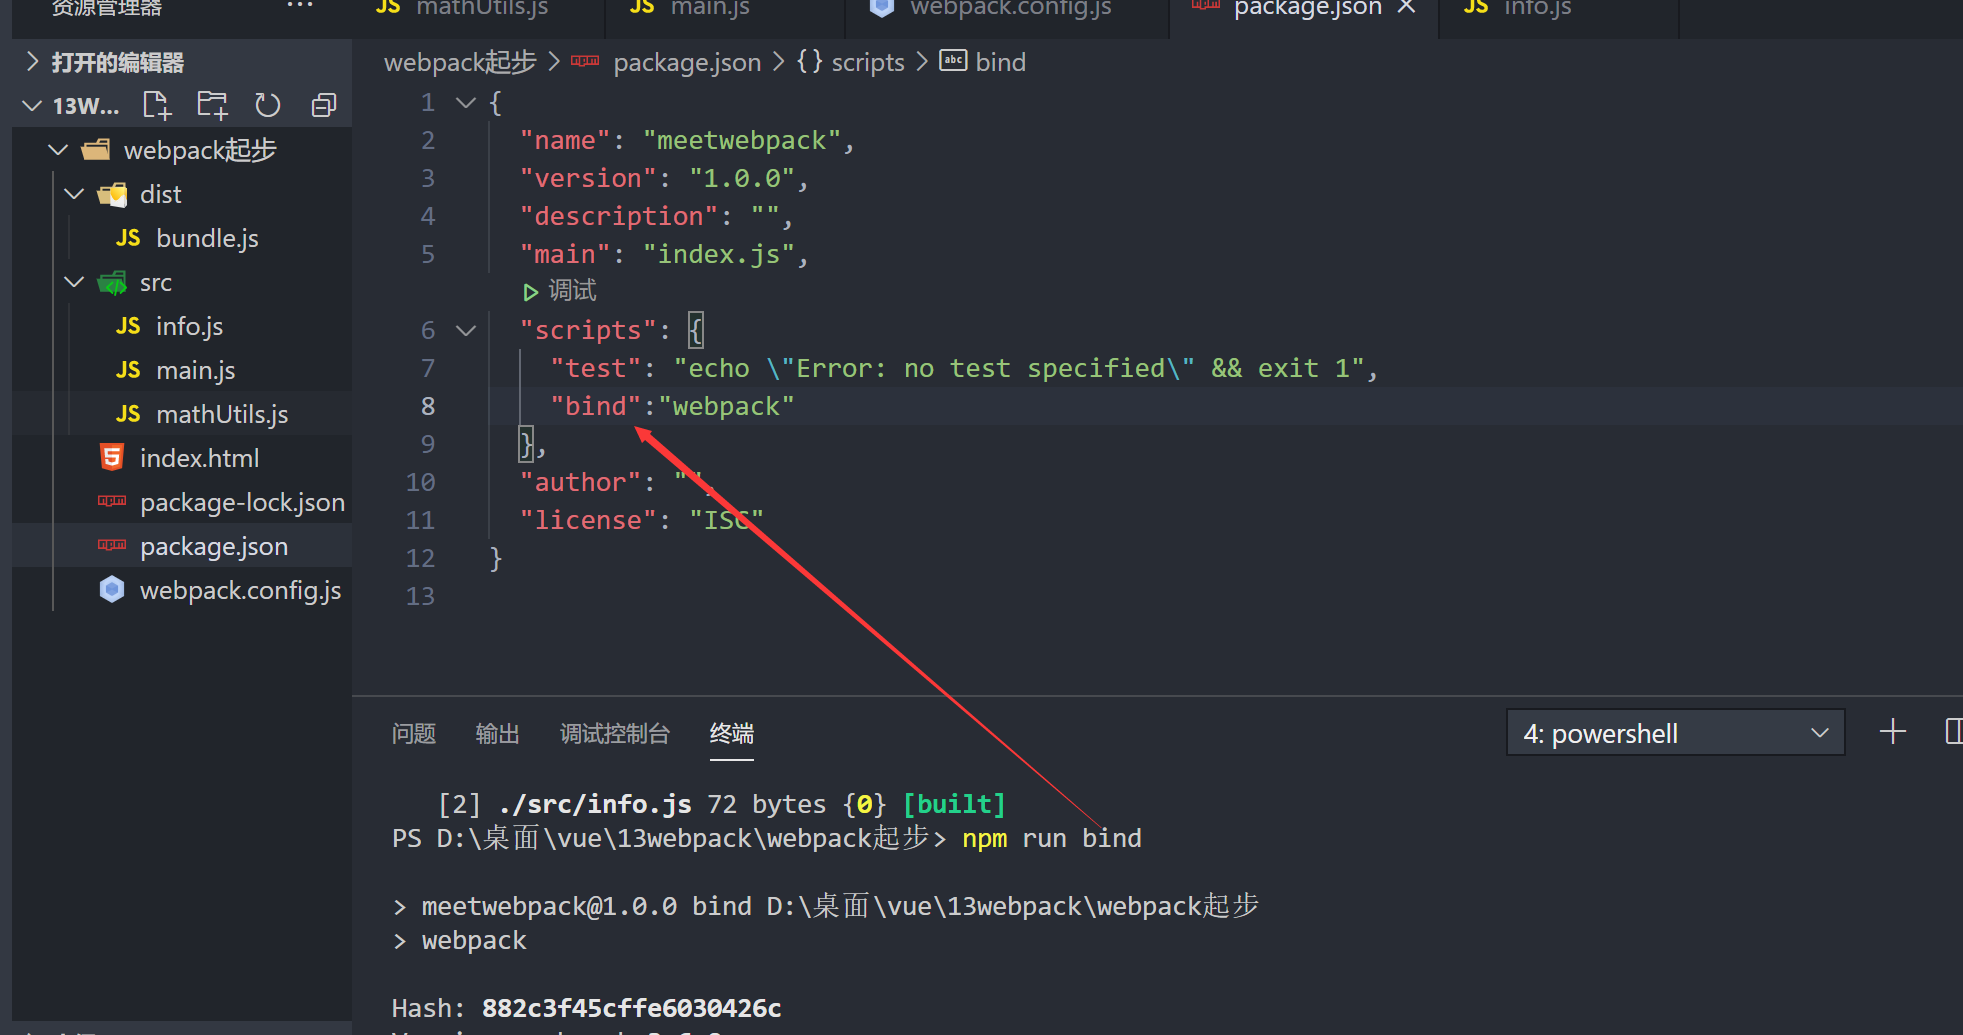 资源管理器 ···
JS mathUtils.js
JS main.js
webpack.config.js
package.json
JS info.js
打开的编辑器
13W...
webpack起步
dist
JS bundle.js
src
JS info.js
JS main.js
JS mathUtils.js
index.html
package-lock.json
package.json
webpack.config.js
webpack起步 > package.json > {} scripts > abc bind
1 {
2 "name": "meetwebpack",
3 "version": "1.0.0",
4 "description": "",
5 "main": "index.js",
调试
6 "scripts": {
7 "test": "echo \"Error: no test specified\" && exit 1",
8 "bind":"webpack"
9 },
10 "author": "",
11 "license": "ISC"
12 }
13
问题 输出 调试控制台 终端
4: powershell
[2] ./src/info.js 72 bytes {0} [built]
PS D:\桌面\vue\13webpack\webpack起步> npm run bind
> meetwebpack@1.0.0 bind D:\桌面\vue\13webpack\webpack起步
> webpack
Hash: 882c3f45cffe6030426c